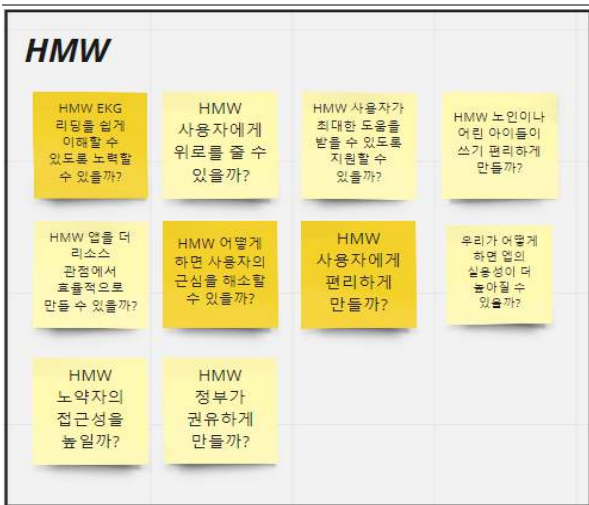 HMW
HMW EKG
리딩을 쉽게
이해할 수
있도록 노력할
수 있을까?
HMW
사용자에게
위로를 줄 수
있을까?
HMW 사용자가
최대한 도움을
받을 수 있도록
지원할 수
있을까?
HMW 노인이나
어린 아이들이
쓰기 편리하게
만들까?
HMW 앱을 더
리소스
관점에서
효율적으로
만들 수 있을까?
HMW 어떻게
하면 사용자의
근심을 해소할
수 있을까?
HMW
사용자에게
편리하게
만들까?
우리가 어떻게
하면 앱의
실용성이 더
높아질 수
있을까?
HMW
노약자의
접근성을
높일까?
HMW
정부가
권유하게
만들까?